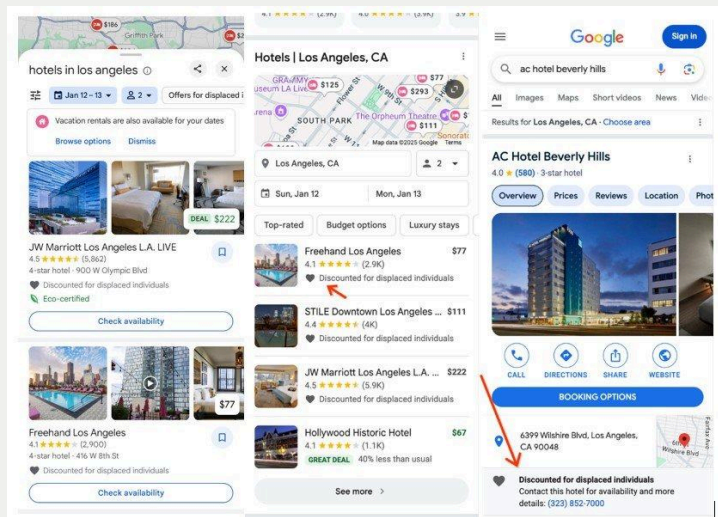 $186
Griffith Park
hotels in los angeles
Jan 12 – 13
2
Offers for displaced i
Vacation rentals are also available for your dates
Browse options
Dismiss
DEAL $222
JW Marriott Los Angeles L.A. LIVE
4.5 ★★★★★ (5,862)
4-star hotel · 900 W Olympic Blvd
Discounted for displaced individuals
Eco-certified
Check availability
$77
Freehand Los Angeles
4.1 ★★★★★ (2,900)
4-star hotel · 416 W 8th St
Discounted for displaced individuals
Check availability
Hotels | Los Angeles, CA
GRAMMY
useum LA Live
$125
$77
$293
W 9th St
rena
SOUTH PARK
The Orpheum Theatre
$111
Map data ©2025 Google Terms
Los Angeles, CA
2
Sun, Jan 12
Mon, Jan 13
Top-rated
Budget options
Luxury stays
Freehand Los Angeles $77
4.1 ★★★★★ (2.9K)
Discounted for displaced individuals
STILE Downtown Los Angeles ... $111
4.4 ★★★★★ (4K)
Discounted for displaced individuals
JW Marriott Los Angeles L.A. ... $222
4.5 ★★★★★ (5.9K)
Discounted for displaced individuals
Hollywood Historic Hotel $67
4.1 ★★★★★ (1.1K)
GREAT DEAL 40% less than usual
See more
Google
Sign in
ac hotel beverly hills
All Images Maps Short videos News Videc
Results for Los Angeles, CA · Choose area
AC Hotel Beverly Hills
4.0 ★ (580) · 3-star hotel
Overview
Prices
Reviews
Location
Phot
CALL
DIRECTIONS
SHARE
WEBSITE
BOOKING OPTIONS
6399 Wilshire Blvd, Los Angeles,
CA 90048
Wilshire Blvd
Fairfax Ave
Discounted for displaced individuals
Contact this hotel for availability and more
details: (323) 852-7000